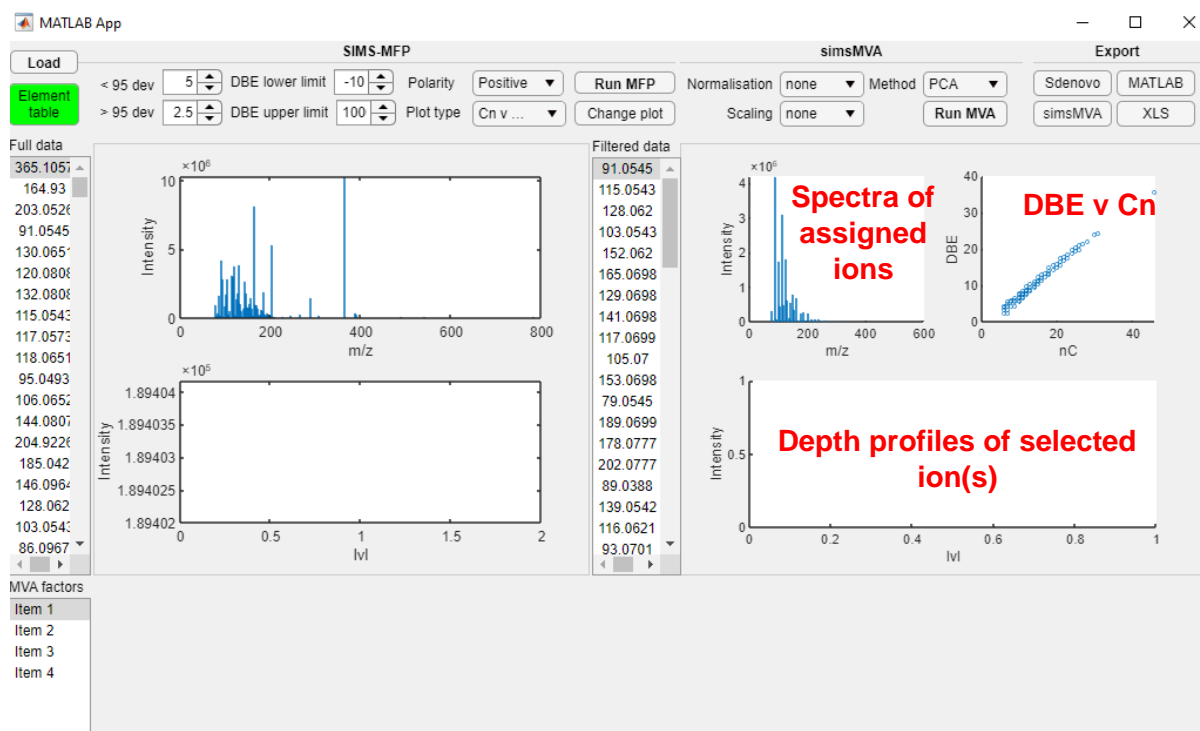 MATLAB App
SIMS-MFP simsMVA Export
Load
< 95 dev 5 DBE lower limit -10 Polarity Positive Run MFP Normalisation none Method PCA Sdenovo MATLAB
Element
table
> 95 dev 2.5 DBE upper limit 100 Plot type Cn v ... Change plot Scaling none Run MVA simsMVA XLS
Full data
365.1057
164.93
203.0526
91.0545
130.0651
120.0808
132.0808
115.0543
117.0573
118.0651
95.0493
106.0652
144.0807
204.9226
185.042
146.0964
128.062
103.0543
86.0967
×10⁶
10
5
0
Intensity
0 200 400 600 800
m/z
×10⁵
1.89404
1.894035
1.89403
1.894025
1.89402
Intensity
0 0.5 1 1.5 2
lvl
Filtered data
91.0545
115.0543
128.062
103.0543
152.062
165.0698
129.0698
141.0698
117.0699
105.07
153.0698
79.0545
189.0699
178.0777
202.0777
89.0388
139.0542
116.0621
93.0701
×10⁶
4
3
2
1
0
Intensity
0 200 400 600
m/z
Spectra of
assigned
ions
40
30
20
10
0
DBE
0 20 40
nC
DBE v Cn
1
0.5
0
Intensity
0 0.2 0.4 0.6 0.8 1
lvl
Depth profiles of selected
ion(s)
MVA factors
Item 1
Item 2
Item 3
Item 4